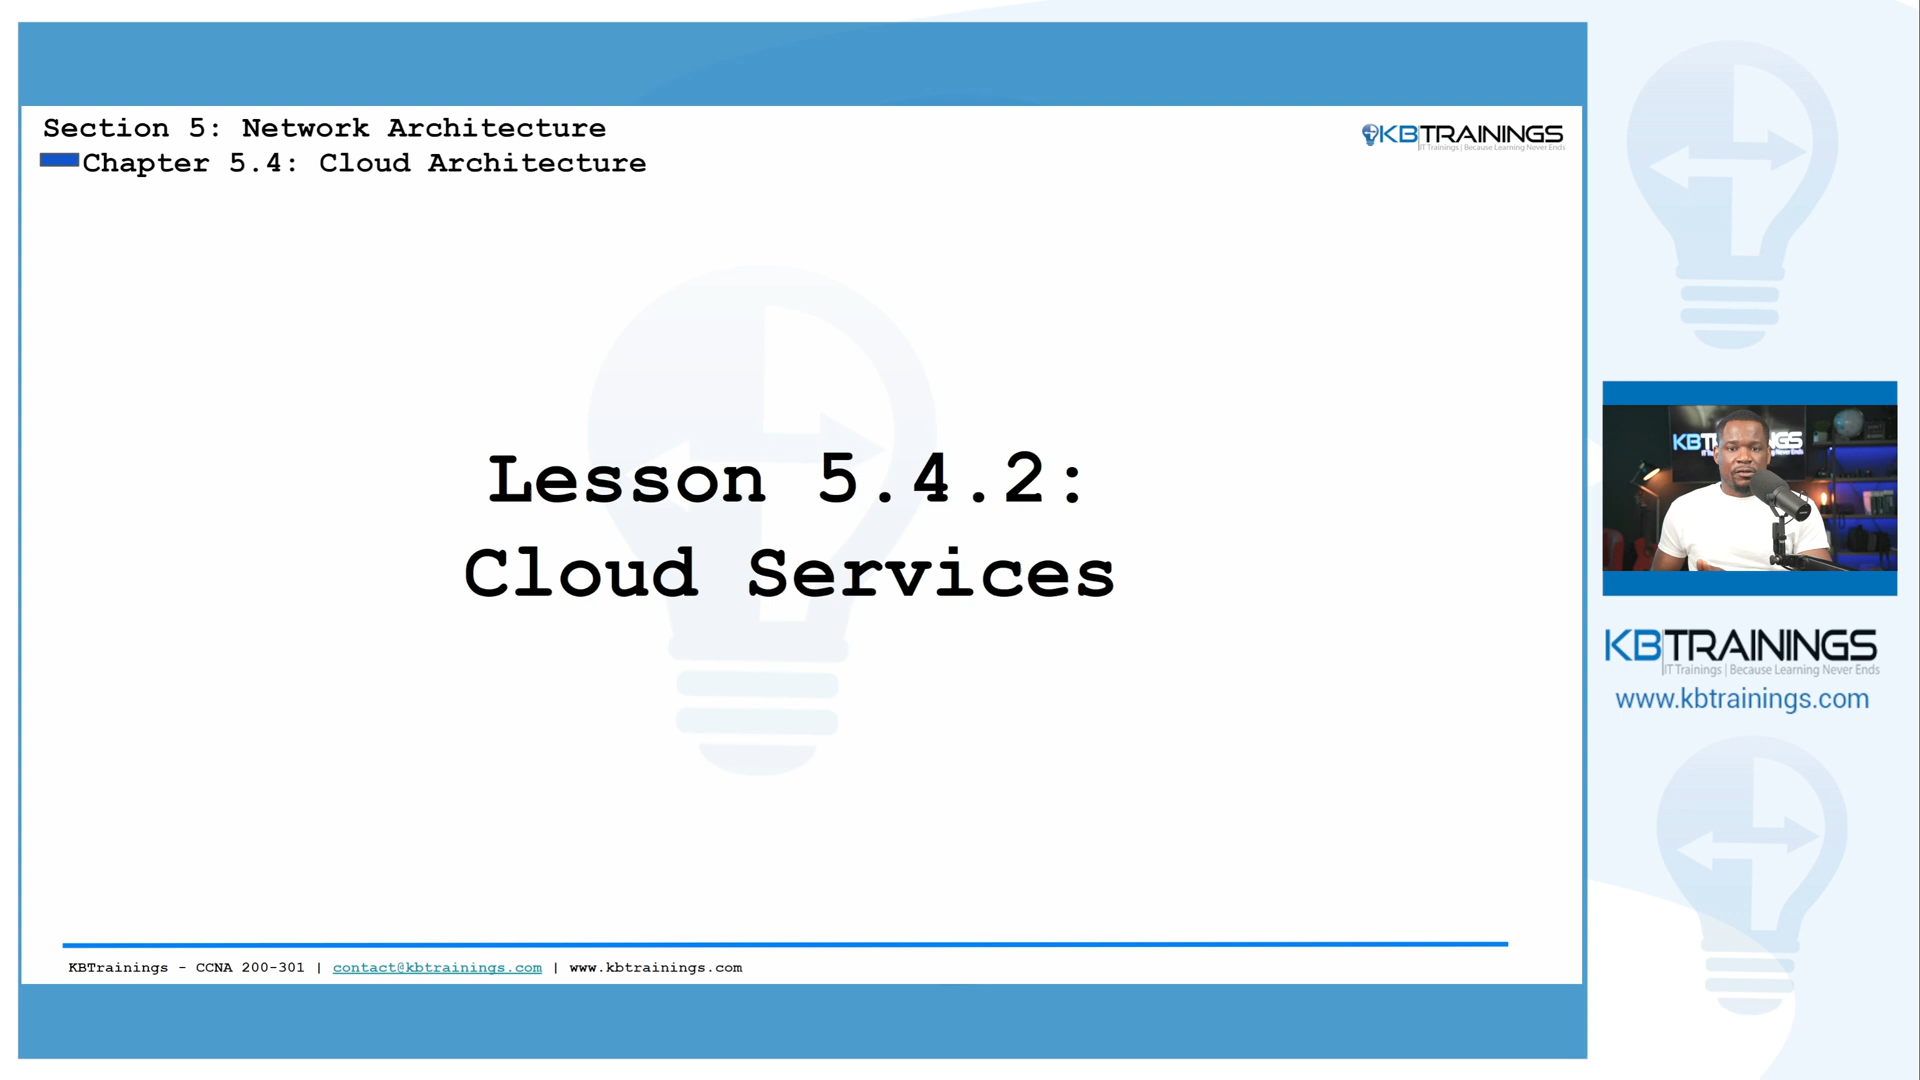 Section 5: Network Architecture
Chapter 5.4: Cloud Architecture
KBTRAININGS
IT Trainings | Because Learning Never Ends
Lesson 5.4.2:
Cloud Services
KBTrainings - CCNA 200-301 | contact@kbtrainings.com | www.kbtrainings.com
KBTRAININGS
IT Trainings | Because Learning Never Ends
www.kbtrainings.com